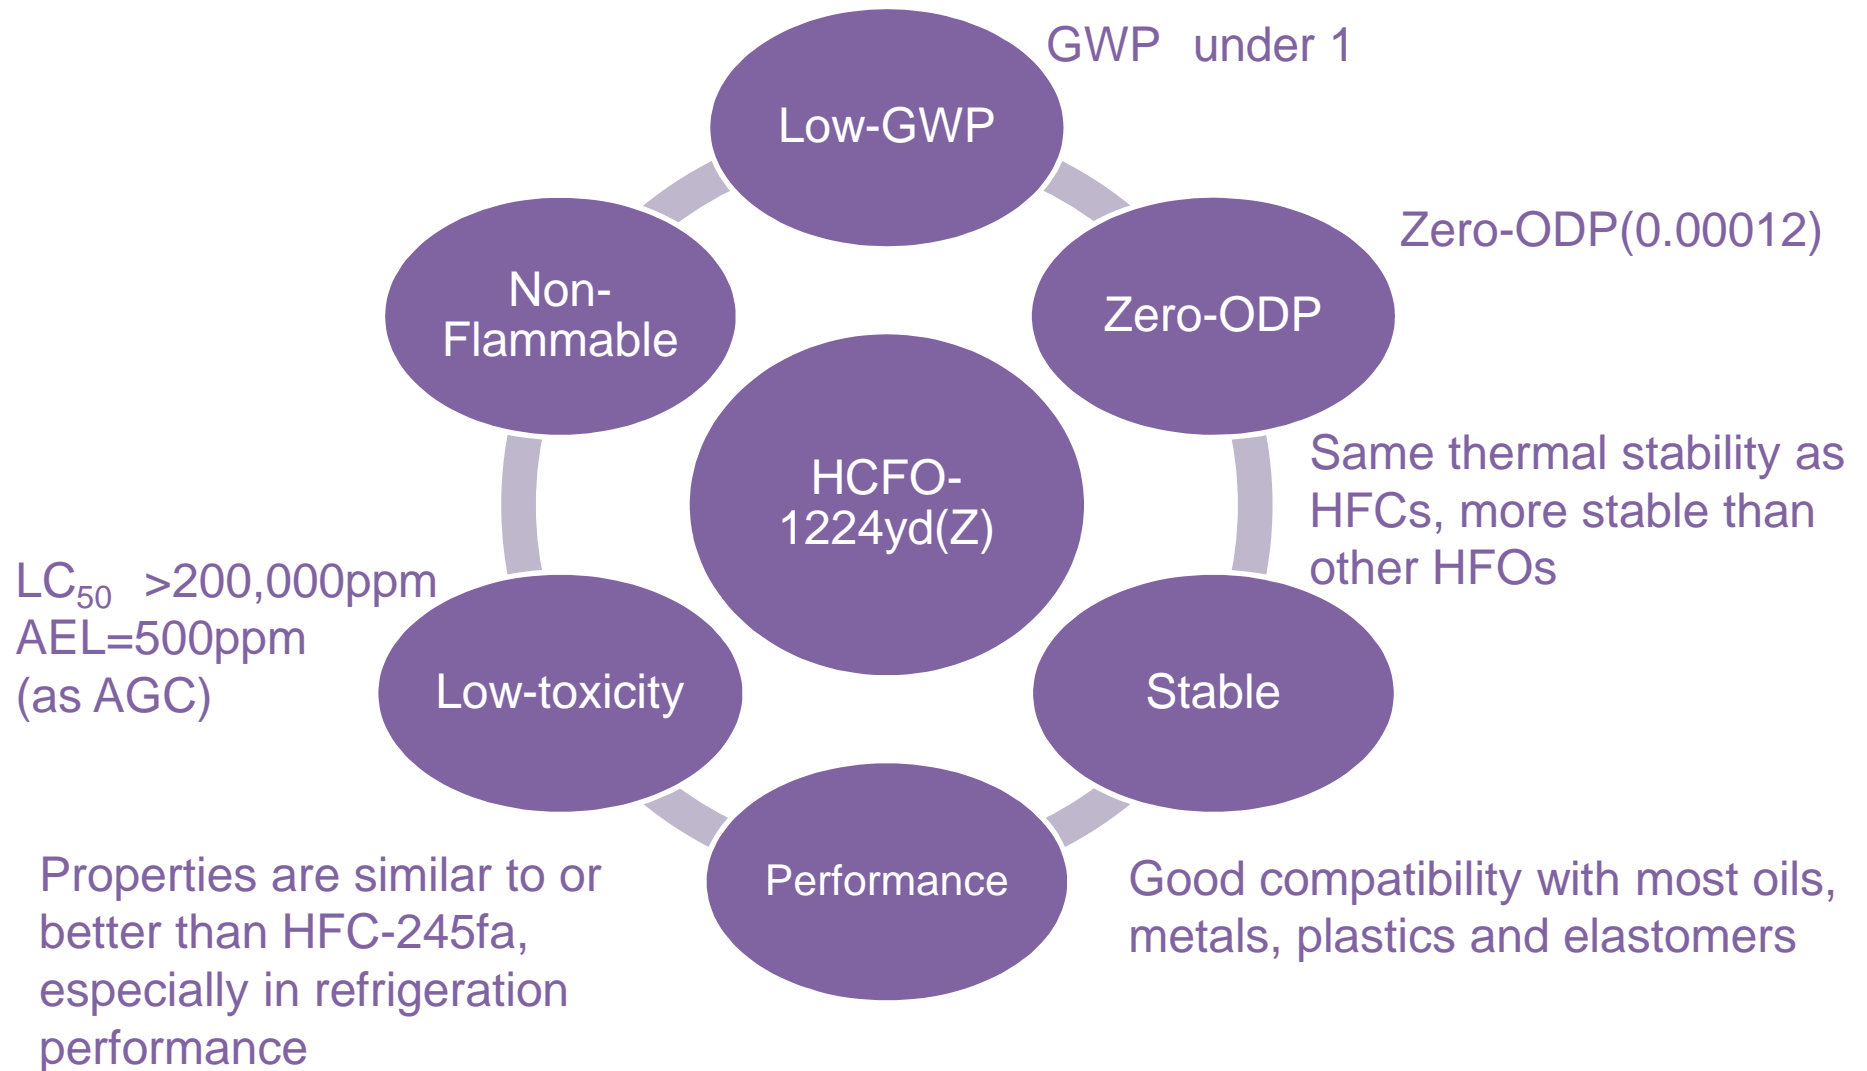 GWP under 1
Low-GWP
Zero-ODP(0.00012)
Zero-ODP
Non-
Flammable
HCFO-
1224yd(Z)
Same thermal stability as
HFCs, more stable than
other HFOs
Stable
LC50 >200,000ppm
AEL=500ppm
(as AGC)
Low-toxicity
Performance
Properties are similar to or
better than HFC-245fa,
especially in refrigeration
performance
Good compatibility with most oils,
metals, plastics and elastomers